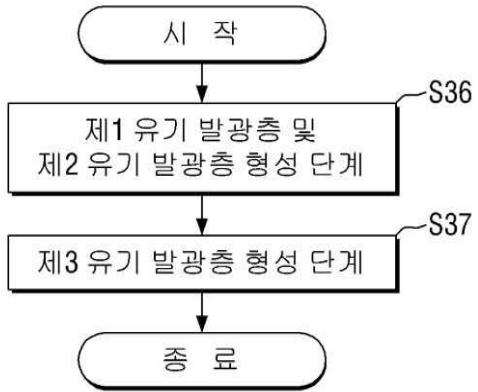 시 작
S36
제1 유기 발광층 및
제2 유기 발광층 형성 단계
S37
제3 유기 발광층 형성 단계
종 료